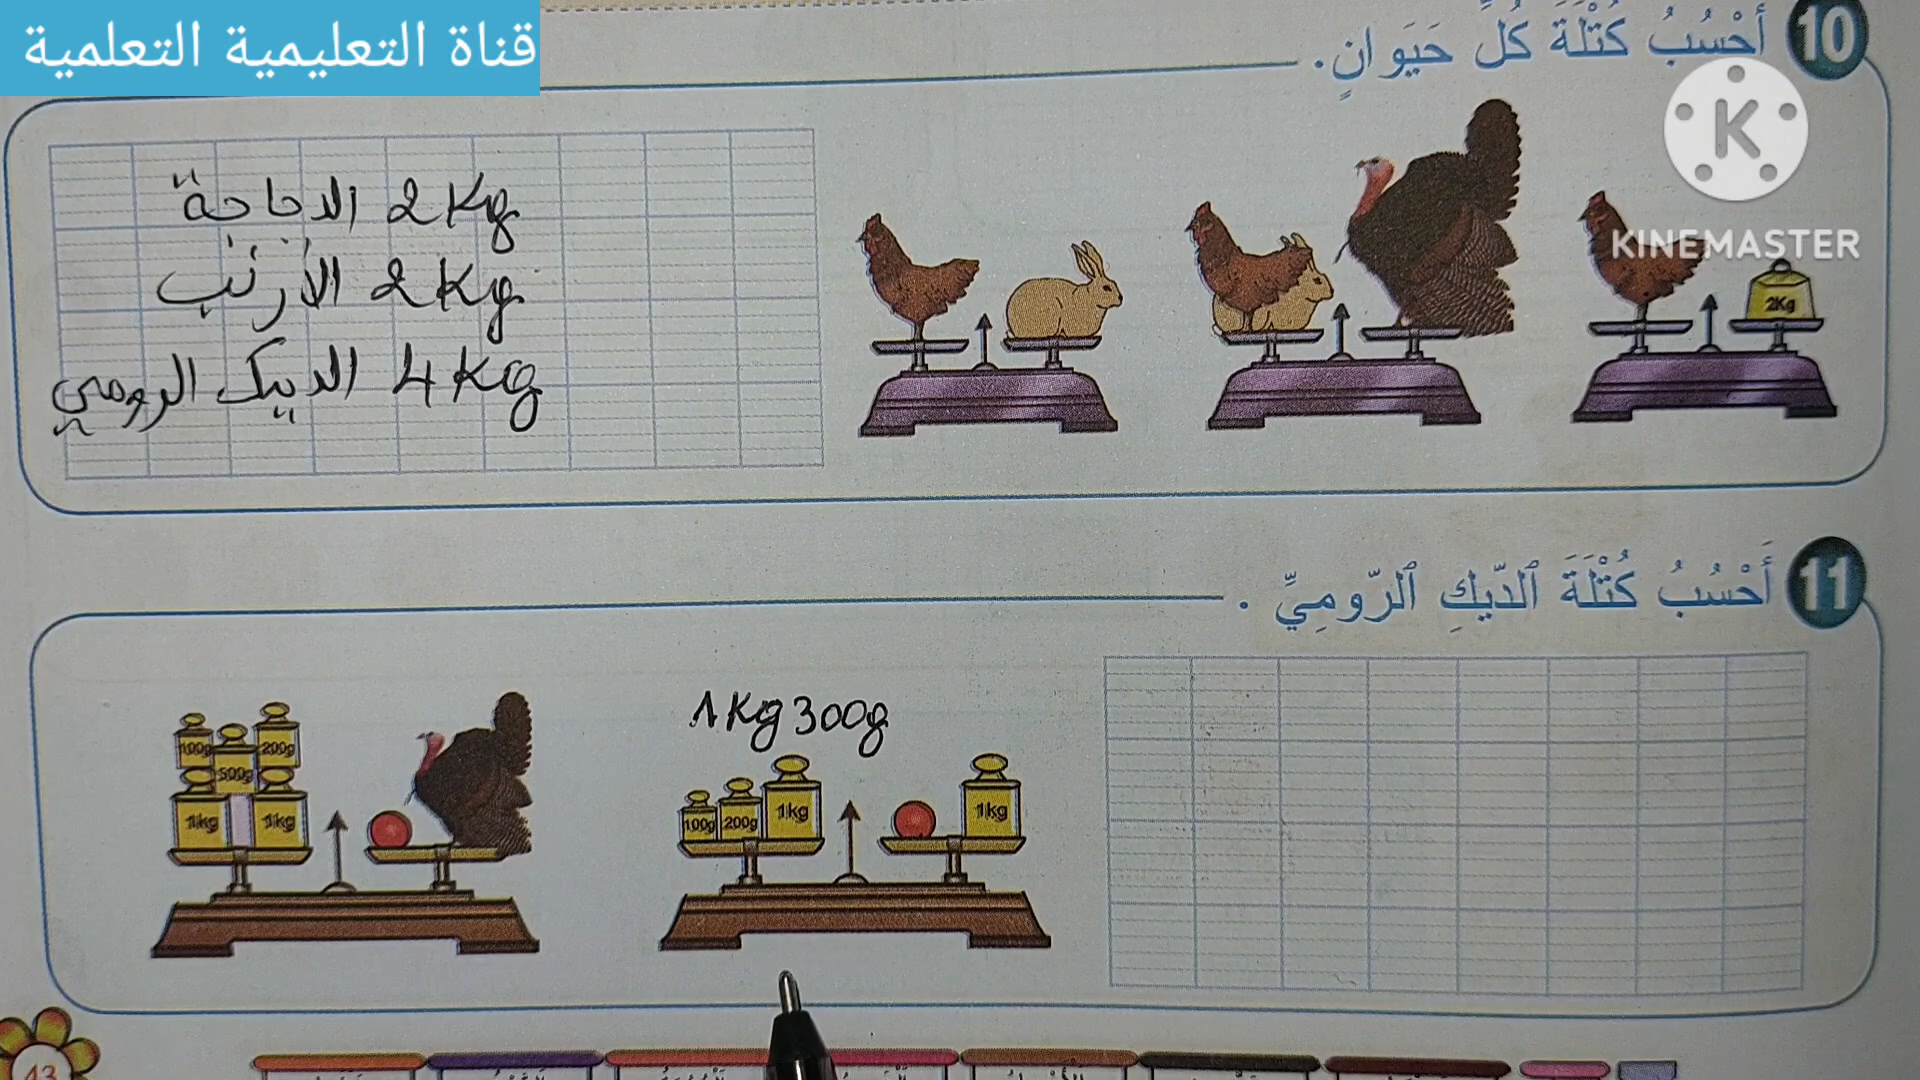 قناة التعليمية التعلمية
10 أَحْسُبُ كُتْلَةَ كُلِّ حَيَوانٍ.
K
KINEMASTER
2Kg الدجاجة
2Kg الأرنب
4Kg الديك الرومي
2Kg
11 أَحْسُبُ كُتْلَةَ ٱلدّيكِ ٱلرّومِيِّ.
1Kg 300g
100g 500g 200g
1kg 1kg
100g 200g 1kg 1kg
43